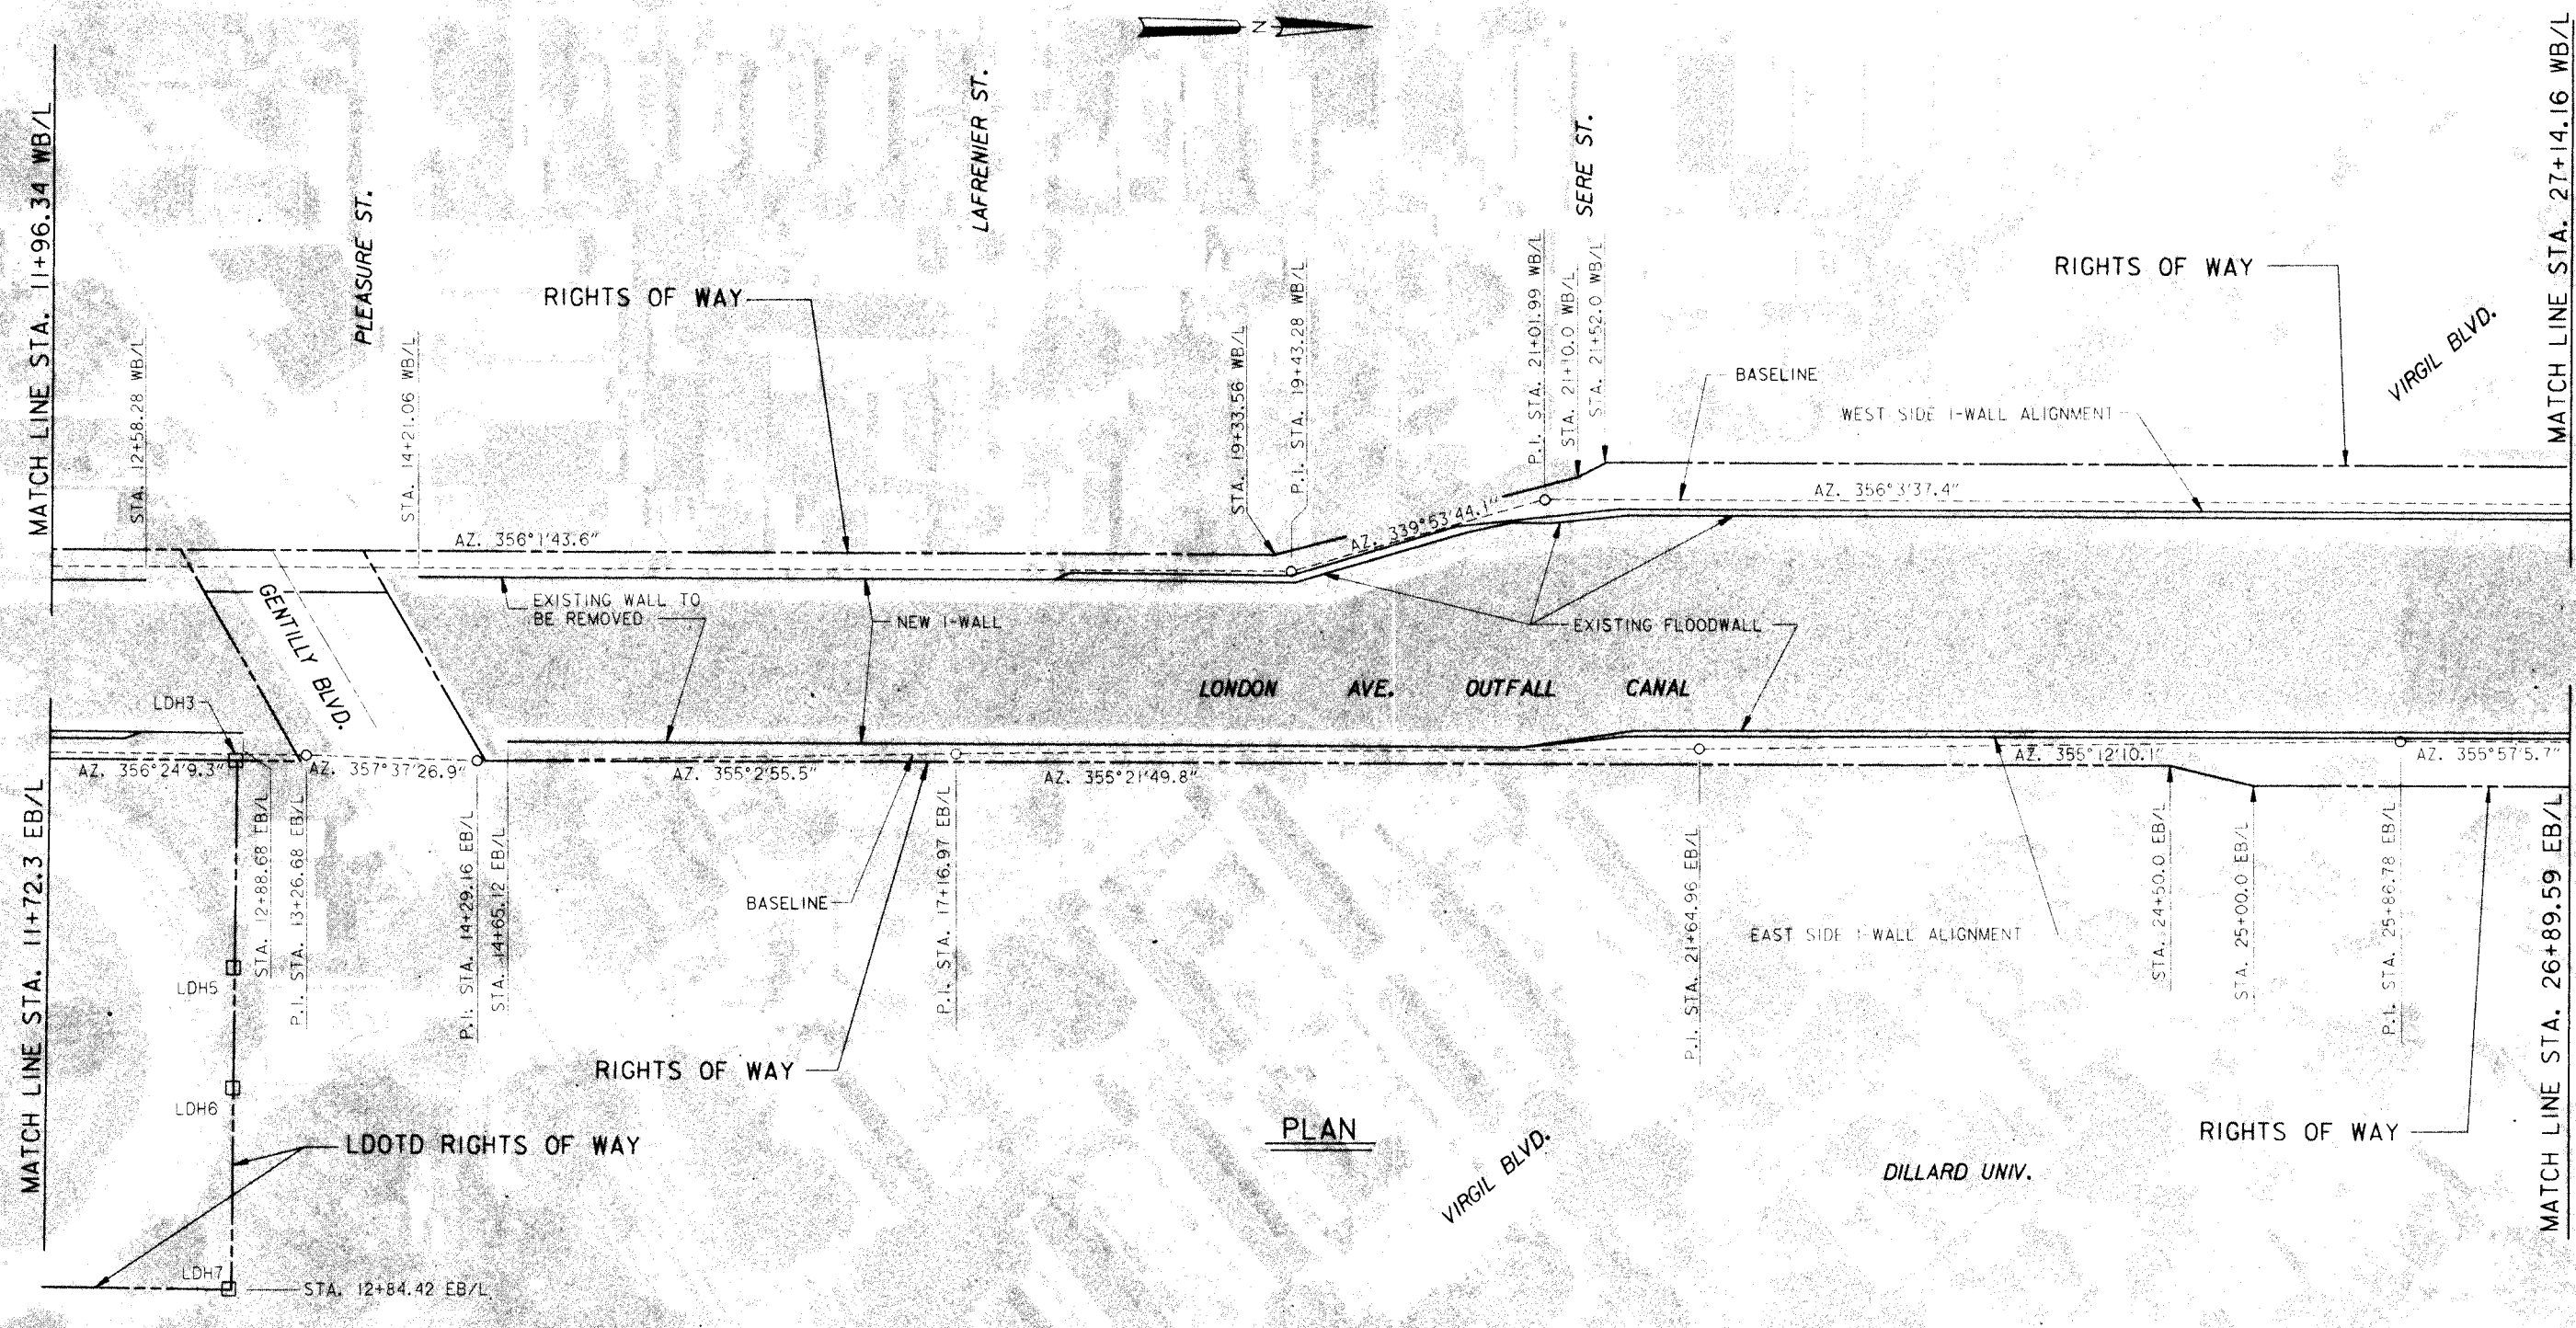 N
MATCH LINE STA. 11+96.34 WB/L
STA. 12+58.28 WB/L
PLEASURE ST.
STA. 14+21.06 WB/L
RIGHTS OF WAY
LAFRENIER ST.
STA. 19+33.56 WB/L
P.I. STA. 19+43.28 WB/L
P.I. STA. 21+01.99 WB/L
STA. 21+10.0 WB/L
SERE ST.
STA. 21+52.0 WB/L
BASELINE
WEST SIDE I-WALL ALIGNMENT
RIGHTS OF WAY
VIRGIL BLVD.
MATCH LINE STA. 27+14.16 WB/L
AZ. 356°1'43.6"
AZ. 339°53'44.1"
AZ. 356°3'37.4"
GENTILLY BLVD.
EXISTING WALL TO
BE REMOVED
NEW I-WALL
EXISTING FLOODWALL
LONDON AVE. OUTFALL CANAL
LDH3
AZ. 356°24'9.3"
AZ. 357°37'26.9"
AZ. 355°2'55.5"
AZ. 355°21'49.8"
AZ. 355°12'10.1"
AZ. 355°57'5.7"
MATCH LINE STA. 11+72.3 EB/L
STA. 12+88.68 EB/L
P.I. STA. 13+26.68 EB/L
P.I. STA. 14+29.16 EB/L
STA. 14+65.12 EB/L
BASELINE
P.I. STA. 17+16.97 EB/L
P.I. STA. 21+64.96 EB/L
EAST SIDE I-WALL ALIGNMENT
STA. 24+50.0 EB/L
STA. 25+00.0 EB/L
P.I. STA. 25+86.78 EB/L
MATCH LINE STA. 26+89.59 EB/L
LDH5
LDH6
RIGHTS OF WAY
LDOTD RIGHTS OF WAY
PLAN
VIRGIL BLVD.
DILLARD UNIV.
RIGHTS OF WAY
LDH7
STA. 12+84.42 EB/L